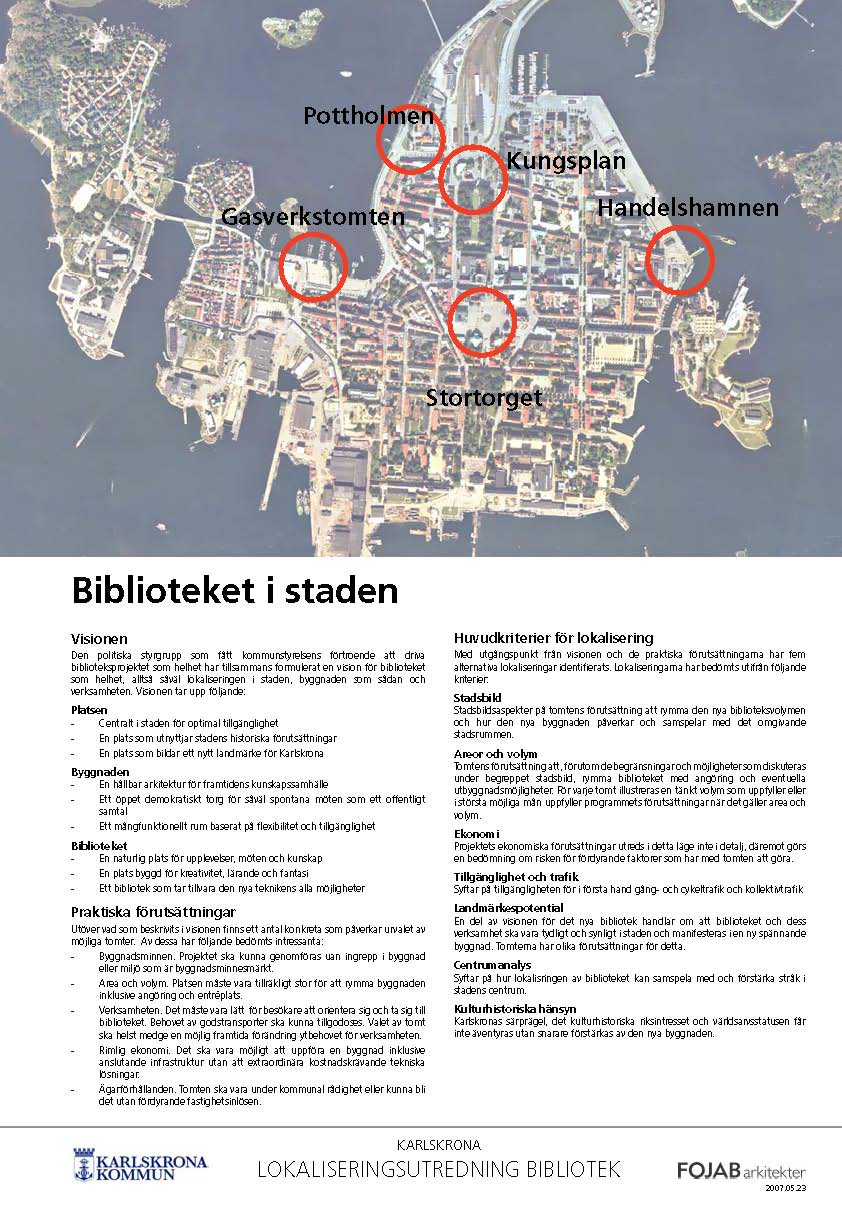 Pottholmen
Kungsplan
Handelshamnen
Gasverkstomten
Stortorget
Biblioteket i staden
Visionen
Den politiska styrgrupp som fått kommunstyrelsens förtroende att driva
biblioteksprojektet som helhet har tillsammans formulerat en vision för biblioteket
som helhet, alltså såväl lokaliseringen i staden, byggnaden som sådan och
verksamheten. Visionen tar upp följande:
Platsen
- Centralt i staden för optimal tillgänglighet
- En plats som utnyttjar stadens historiska förutsättningar
- En plats som bildar ett nytt landmärke för Karlskrona
Byggnaden
- En hållbar arkitektur för framtidens kunskapssamhälle
- Ett öppet demokratiskt torg för såväl spontana möten som ett offentligt
samtal
- Ett mångfunktionellt rum baserat på flexibilitet och tillgänglighet
Biblioteket
- En naturlig plats för upplevelser, möten och kunskap
- En plats byggd för kreativitet, lärande och fantasi
- Ett bibliotek som tar tillvara den nya teknikens alla möjligheter
Praktiska förutsättningar
Utöver vad som beskrivits i visionen finns ett antal konkreta som påverkar urvalet av
möjliga tomter. Av dessa har följande bedömts intressanta:
- Byggnadsminnen. Projektet ska kunna genomföras uan ingrepp i byggnad
eller miljö som är byggnadsminnesmärkt.
- Area och volym. Platsen måste vara tillräkligt stor för att rymma byggnaden
inklusive angöring och entréplats.
- Verksamheten. Det måste vara lätt för besökare att orientera sig och ta sig till
biblioteket. Behovet av godstransporter ska kunna tillgodoses. Valet av tomt
ska helst medge en möjlig framtida förändring ytbehovet för verksamheten.
- Rimlig ekonomi. Det ska vara möjligt att uppföra en byggnad inklusive
anslutande infrastruktur utan att extraordinära kostnadskrävande tekniska
lösningar.
- Ägarförhållanden. Tomten ska vara under kommunal rådighet eller kunna bli
det utan fördyrande fastighetsinlösen.
Huvudkriterier för lokalisering
Med utgångspunkt från visionen och de praktiska förutsättningarna har fem
alternativa lokaliseringar identifierats. Lokaliseringarna har bedömts utifrån följande
kriterier:
Stadsbild
Stadsbildsaspekter på tomtens förutsättning att rymma den nya biblioteksvolymen
och hur den nya byggnaden påverkar och samspelar med det omgivande
stadsrummen.
Areor och volym
Tomtens förutsättning att, förutom de begränsningar och möjligheter som diskuteras
under begreppet stadsbild, rymma biblioteket med angöring och eventuella
utbyggnadsmöjligheter. För varje tomt illustreras en tänkt volym som uppfyller eller
i största möjliga mån uppfyller programmets förutsättningar när det gäller area och
volym.
Ekonomi
Projektets ekonomiska förutsättningar utreds i detta läge inte i detalj, däremot görs
en bedömning om risken för fördyrande faktorer som har med tomten att göra.
Tillgänglighet och trafik
Syftar på tillgängligheten för i första hand gång- och cykeltrafik och kollektivtrafik
Landmärkespotential
En del av visionen för det nya bibliotek handlar om att biblioteket och dess
verksamhet ska vara tydligt och synligt i staden och manifesteras i en ny spännande
byggnad. Tomterna har olika förutsättningar för detta.
Centrumanalys
Syftar på hur lokalisringen av biblioteket kan samspela med och förstärka stråk i
stadens centrum.
Kulturhistoriska hänsyn
Karlskronas särprägel, det kulturhistoriska riksintresset och världsarvsstatusen får
inte äventyras utan snarare förstärkas av den nya byggnaden.
KARLSKRONA
KOMMUN
KARLSKRONA
LOKALISERINGSUTREDNING BIBLIOTEK
FOJAB arkitekter
2007.05.23